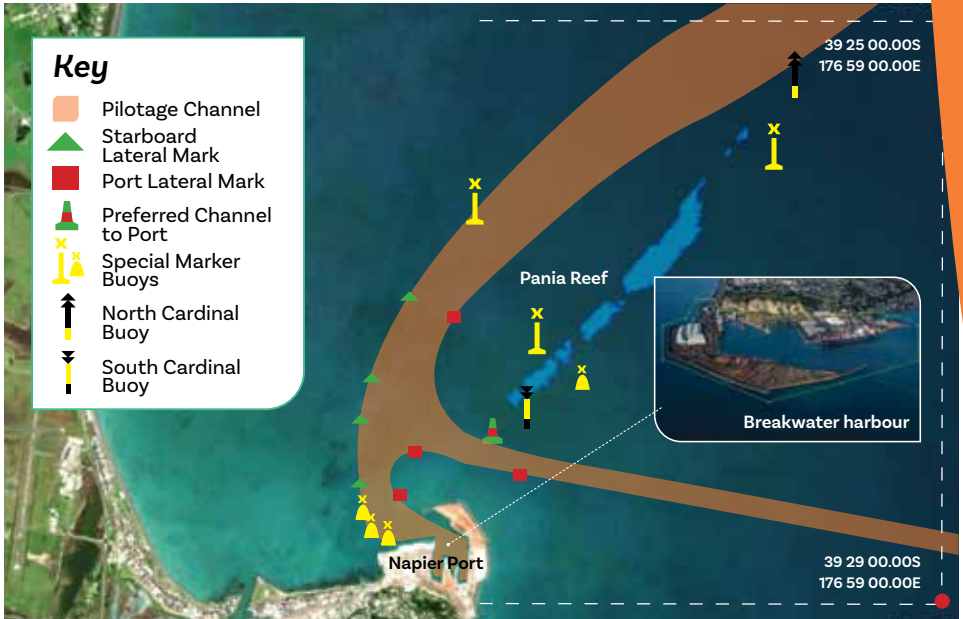 Key
Pilotage Channel
Starboard
Lateral Mark
Port Lateral Mark
Preferred Channel
to Port
Special Marker
Buoys
North Cardinal
Buoy
South Cardinal
Buoy
39 25 00.00S
176 59 00.00E
Pania Reef
Breakwater harbour
Napier Port
39 29 00.00S
176 59 00.00E